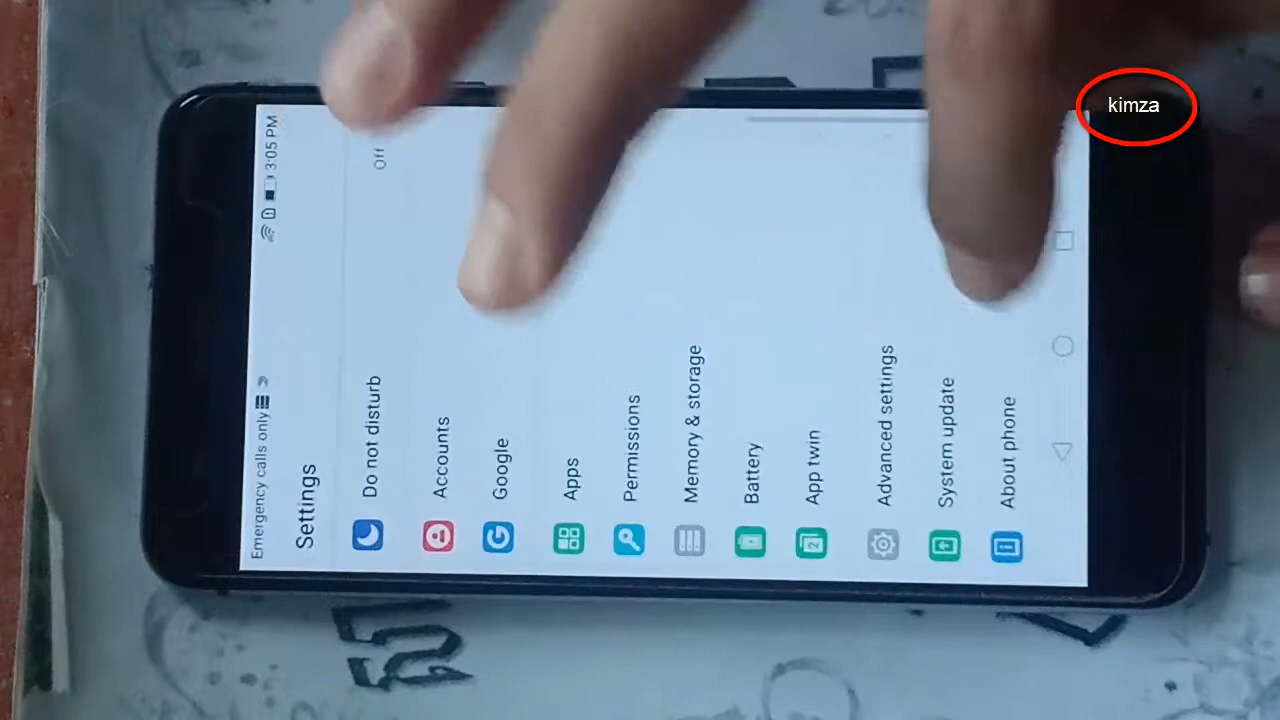 kimza
Emergency calls only
3:05 PM
Settings
Do not disturb
Off
Accounts
Google
Apps
Permissions
Memory & storage
Battery
App twin
Advanced settings
System update
About phone